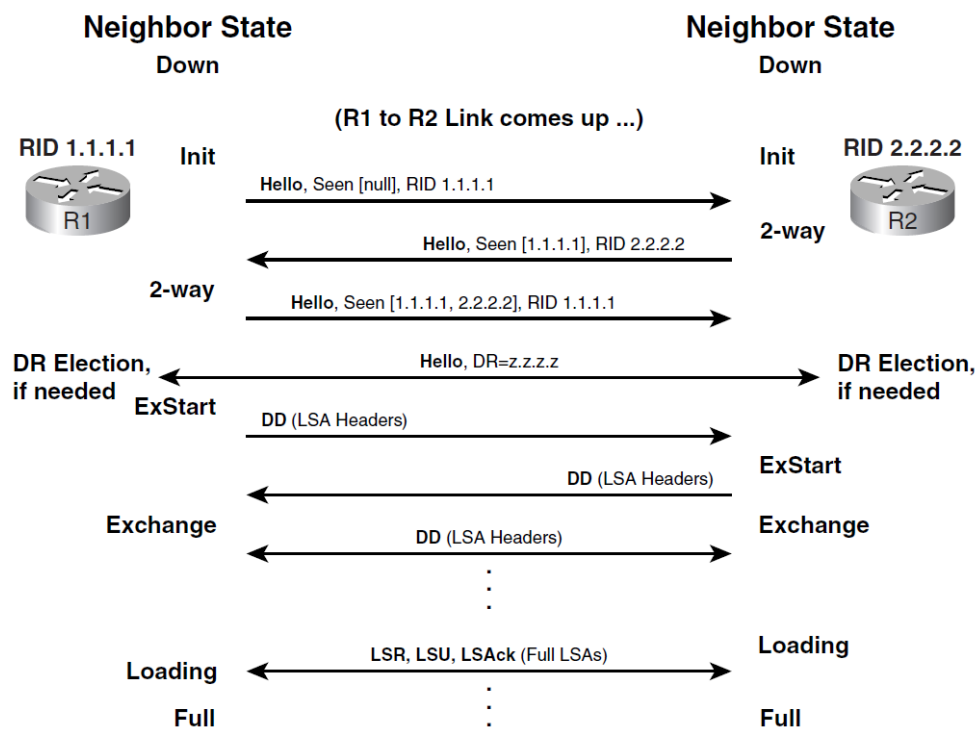 Neighbor State Neighbor State
Down Down
(R1 to R2 Link comes up ...)
RID 1.1.1.1 Init Init RID 2.2.2.2
Hello, Seen [null], RID 1.1.1.1
R1 R2
2-way
Hello, Seen [1.1.1.1], RID 2.2.2.2
2-way
Hello, Seen [1.1.1.1, 2.2.2.2], RID 1.1.1.1
Hello, DR=z.z.z.z
DR Election, DR Election,
if needed if needed
ExStart
DD (LSA Headers)
ExStart
DD (LSA Headers)
Exchange Exchange
DD (LSA Headers)
Loading
LSR, LSU, LSAck (Full LSAs)
Loading
Full Full